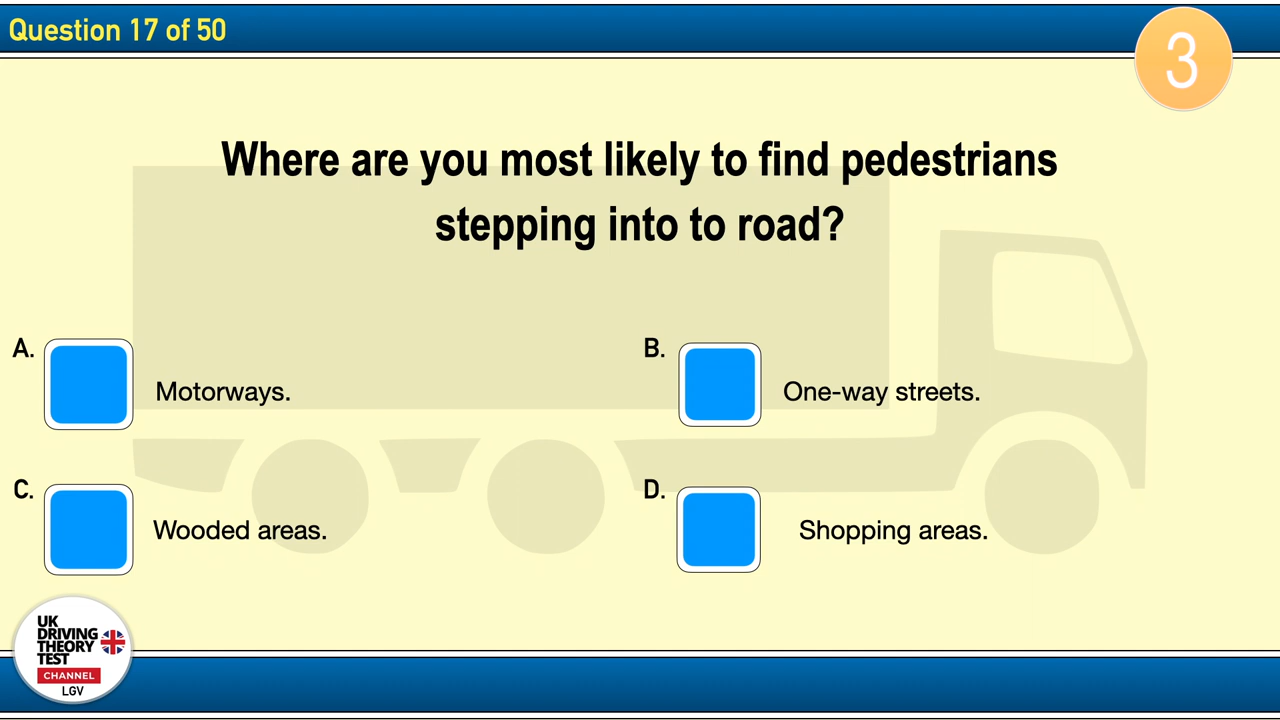 Question 17 of 50
3
Where are you most likely to find pedestrians
stepping into to road?
A.
Motorways.
B.
One-way streets.
C.
Wooded areas.
D.
Shopping areas.
UK
DRIVING
THEORY
TEST
CHANNEL
LGV